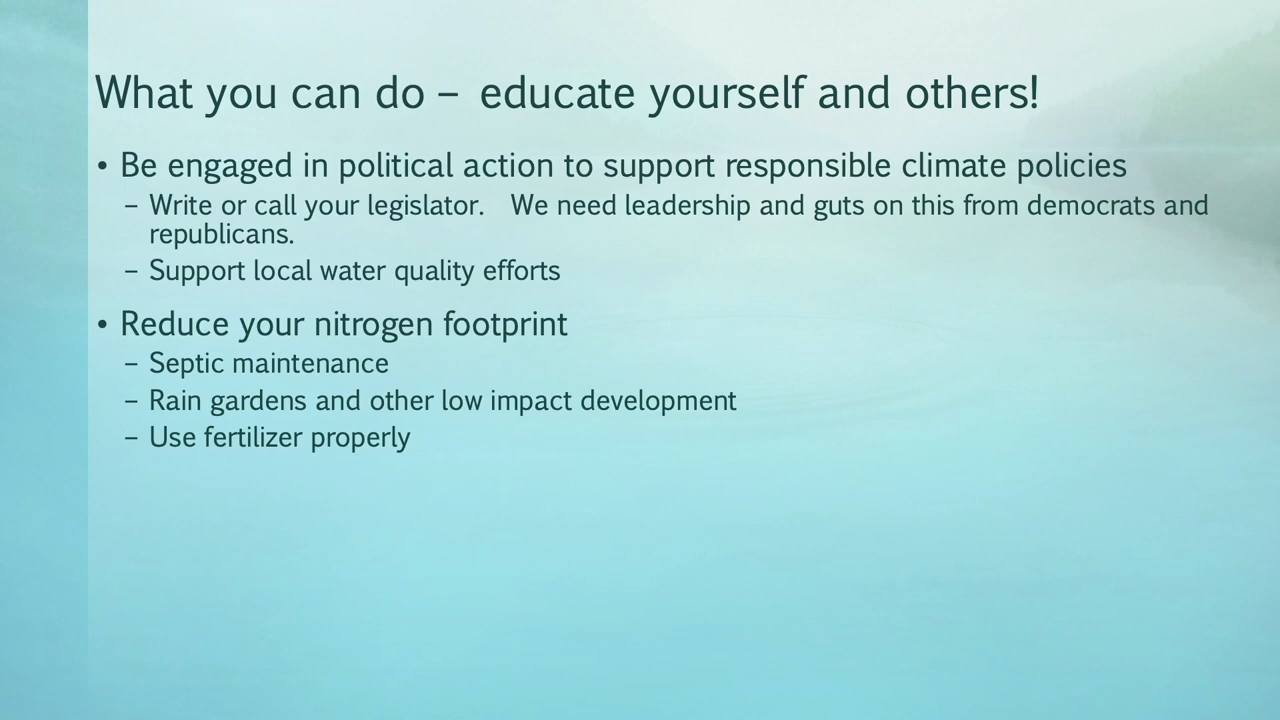 What you can do – educate yourself and others!
• Be engaged in political action to support responsible climate policies
– Write or call your legislator. We need leadership and guts on this from democrats and
republicans.
– Support local water quality efforts
• Reduce your nitrogen footprint
– Septic maintenance
– Rain gardens and other low impact development
– Use fertilizer properly